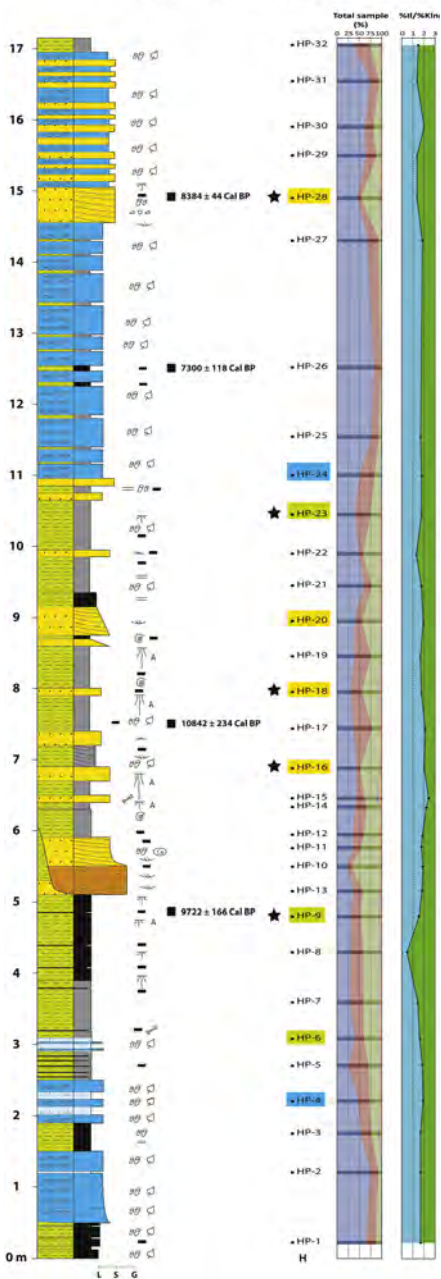 Total sample
(%)
%Il/%Kln
0 25 50 75 100
0 1 2 3
17
HP-32
HP-31
16
HP-30
HP-29
15
8384 ± 44 Cal BP
HP-28
HP-27
14
13
7300 ± 118 Cal BP
HP-26
12
HP-25
11
HP-24
HP-23
10
HP-22
HP-21
9
HP-20
HP-19
A
8
HP-18
A
10842 ± 234 Cal BP
HP-17
7
HP-16
A
HP-15
A
HP-14
6
HP-12
HP-11
HP-10
HP-13
5
9722 ± 166 Cal BP
HP-9
A
HP-8
4
HP-7
3
HP-6
HP-5
HP-4
2
HP-3
HP-2
1
HP-1
0 m
H
L S G